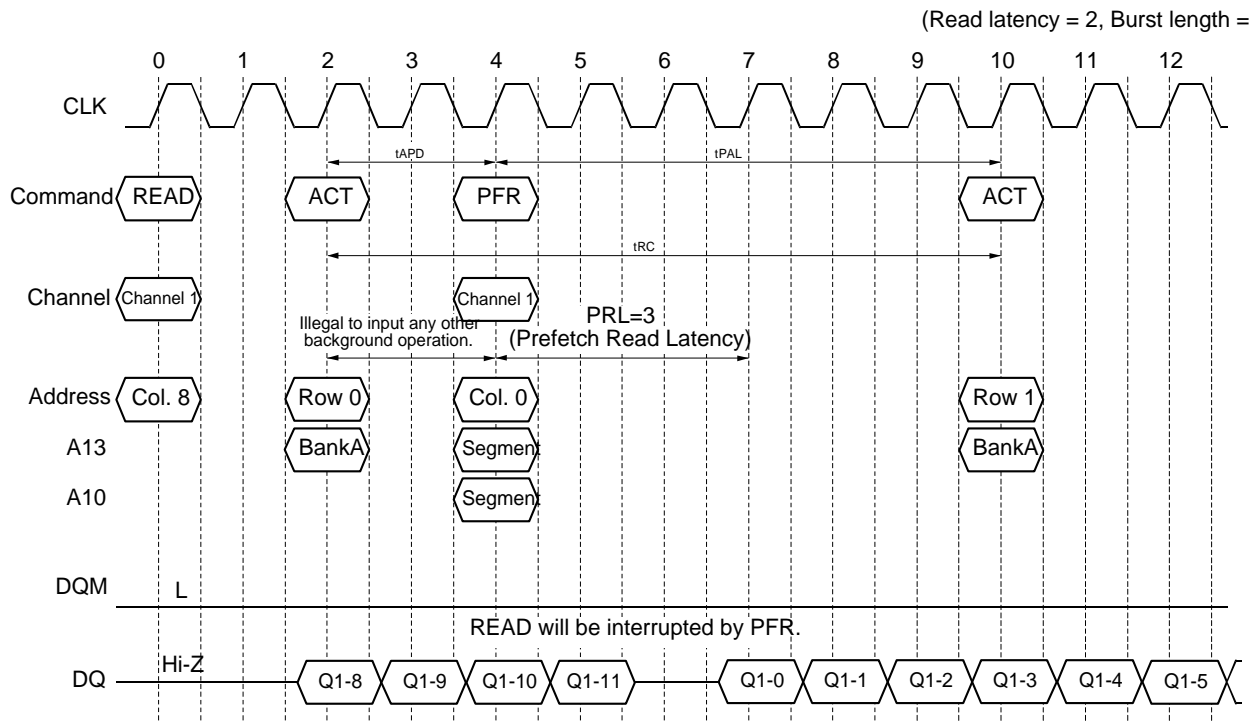 (Read latency = 2, Burst length =
0 1 2 3 4 5 6 7 8 9 10 11 12
CLK
tAPD tPAL
Command READ ACT PFR ACT
tRC
Channel Channel 1 Channel 1
Illegal to input any other
background operation.
PRL=3
(Prefetch Read Latency)
Address Col. 8 Row 0 Col. 0 Row 1
A13 BankA Segment BankA
A10 Segment
DQM L
READ will be interrupted by PFR.
DQ Hi-Z Q1-8 Q1-9 Q1-10 Q1-11 Q1-0 Q1-1 Q1-2 Q1-3 Q1-4 Q1-5